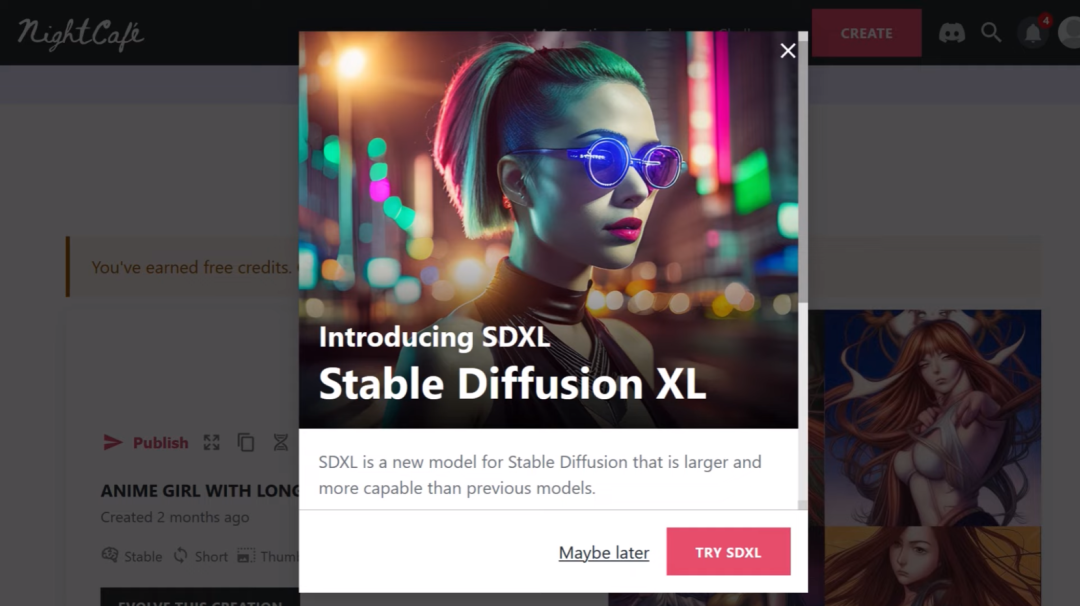 NightCafé
CREATE
4
You've earned free credits.
Introducing SDXL
Stable Diffusion XL
Publish
SDXL is a new model for Stable Diffusion that is larger and
more capable than previous models.
ANIME GIRL WITH LONG
Created 2 months ago
Stable Short Thumb
Maybe later
TRY SDXL
EVOLVE THIS CREATION